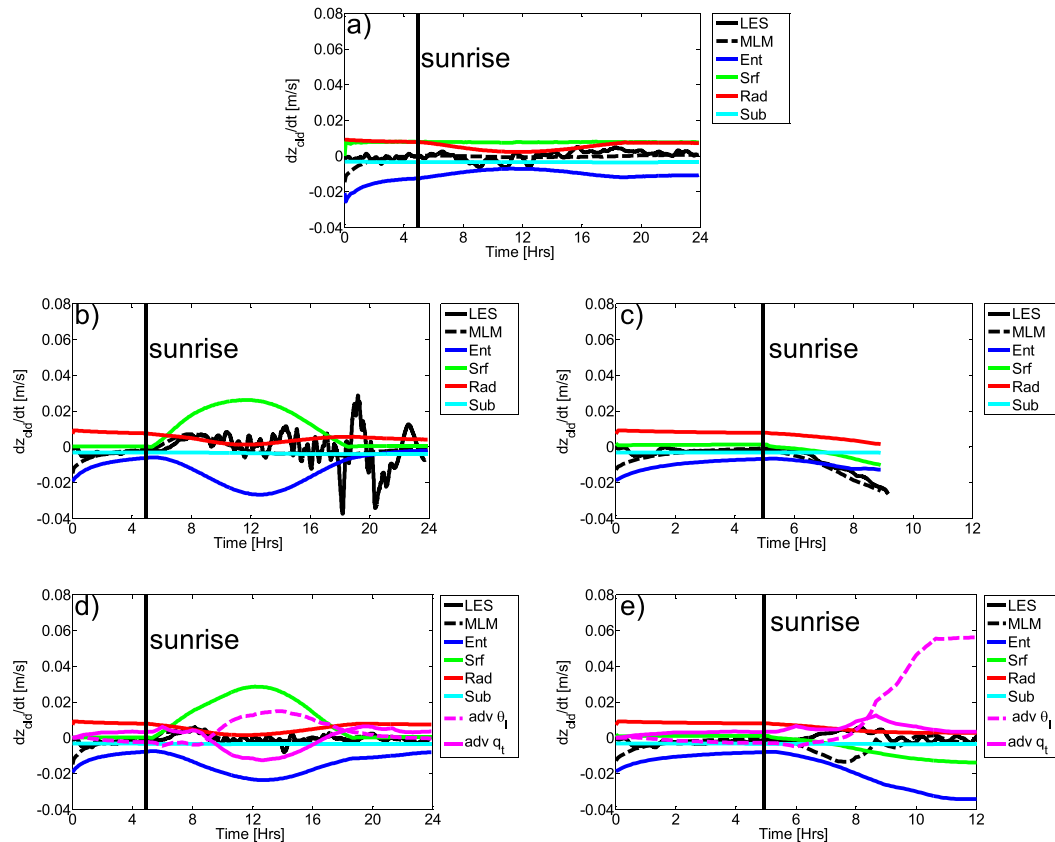 a)
sunrise
dz_cld/dt [m/s]
0.08
0.06
0.04
0.02
0
-0.02
-0.04
0 4 8 12 16 20 24
Time [Hrs]
LES
MLM
Ent
Srf
Rad
Sub
b)
sunrise
dz_cld/dt [m/s]
0.08
0.06
0.04
0.02
0
-0.02
-0.04
0 4 8 12 16 20 24
Time [Hrs]
LES
MLM
Ent
Srf
Rad
Sub
c)
sunrise
dz_cld/dt [m/s]
0.08
0.06
0.04
0.02
0
-0.02
-0.04
0 2 4 6 8 10 12
Time [Hrs]
LES
MLM
Ent
Srf
Rad
Sub
d)
sunrise
dz_cld/dt [m/s]
0.08
0.06
0.04
0.02
0
-0.02
-0.04
0 4 8 12 16 20 24
Time [Hrs]
LES
MLM
Ent
Srf
Rad
Sub
adv θ_l
adv q_t
e)
sunrise
dz_cld/dt [m/s]
0.08
0.06
0.04
0.02
0
-0.02
-0.04
0 2 4 6 8 10 12
Time [Hrs]
LES
MLM
Ent
Srf
Rad
Sub
adv θ_l
adv q_t